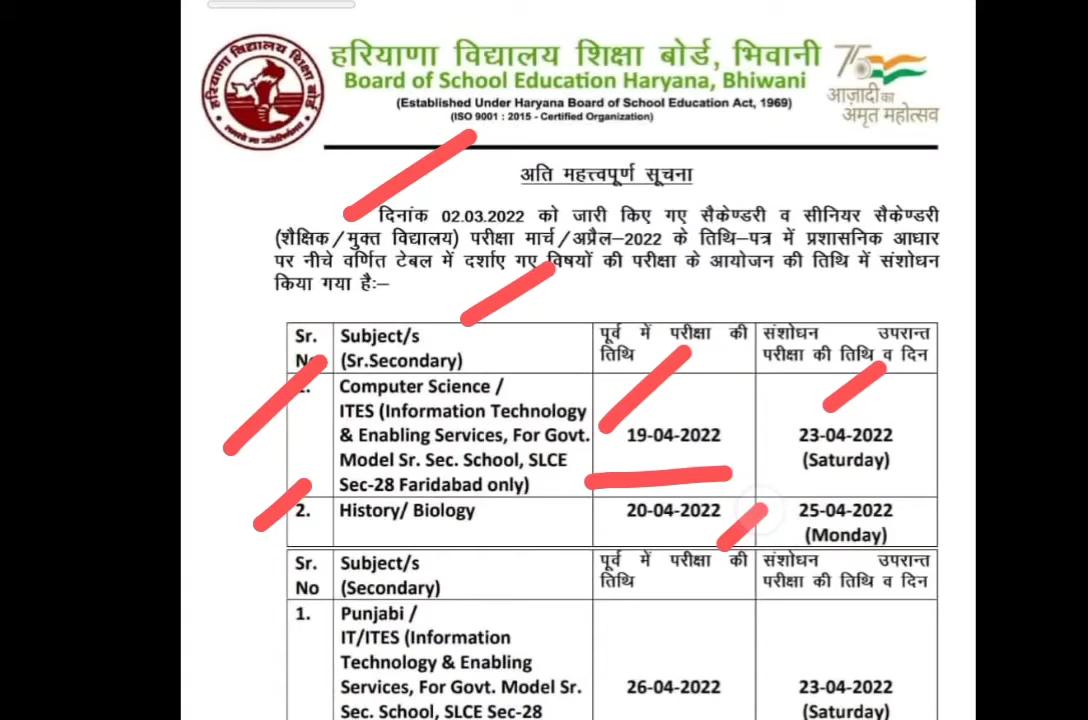 हरियाणा विद्यालय शिक्षा बोर्ड, भिवानी
Board of School Education Haryana, Bhiwani
(Established Under Haryana Board of School Education Act, 1969)
(ISO 9001 : 2015 - Certified Organization)
हरियाणा विद्यालय शिक्षा बोर्ड
75
आज़ादी का
अमृत महोत्सव
अति महत्त्वपूर्ण सूचना
दिनांक 02.03.2022 को जारी किए गए सैकेण्डरी व सीनियर सैकेण्डरी
(शैक्षिक/मुक्त विद्यालय) परीक्षा मार्च/अप्रैल–2022 के तिथि–पत्र में प्रशासनिक आधार
पर नीचे वर्णित टेबल में दर्शाए गए विषयों की परीक्षा के आयोजन की तिथि में संशोधन
किया गया हैः–
Sr. No
Subject/s
(Sr.Secondary)
पूर्व में परीक्षा की
तिथि
संशोधन उपरान्त
परीक्षा की तिथि व दिन
Computer Science /
ITES (Information Technology
& Enabling Services, For Govt.
Model Sr. Sec. School, SLCE
Sec-28 Faridabad only)
19-04-2022
23-04-2022
(Saturday)
2.
History/ Biology
20-04-2022
25-04-2022
(Monday)
Sr.
No
Subject/s
(Secondary)
पूर्व में परीक्षा की
तिथि
संशोधन उपरान्त
परीक्षा की तिथि व दिन
1.
Punjabi /
IT/ITES (Information
Technology & Enabling
Services, For Govt. Model Sr.
Sec. School, SLCE Sec-28
26-04-2022
23-04-2022
(Saturday)